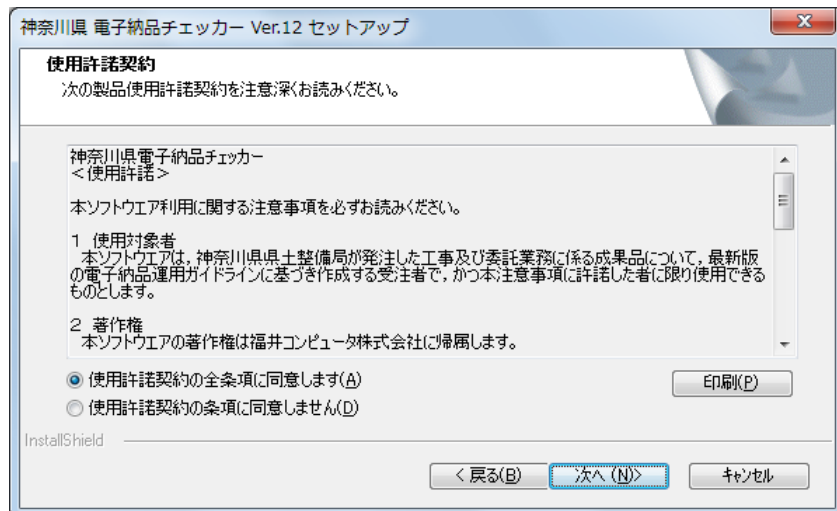 神奈川県 電子納品チェッカー Ver.12 セットアップ
使用許諾契約
次の製品使用許諾契約を注意深くお読みください。
神奈川県電子納品チェッカー
＜使用許諾＞
本ソフトウエア利用に関する注意事項を必ずお読みください。
1 使用対象者
本ソフトウエアは，神奈川県県土整備局が発注した工事及び委託業務に係る成果品について，最新版
の電子納品運用ガイドラインに基づき作成する受注者で，かつ本注意事項に許諾した者に限り使用できる
ものとします。
2 著作権
本ソフトウエアの著作権は福井コンピュータ株式会社に帰属します。
使用許諾契約の全条項に同意します(A)
印刷(P)
使用許諾契約の条項に同意しません(D)
InstallShield
< 戻る(B)
次へ (N)>
キャンセル